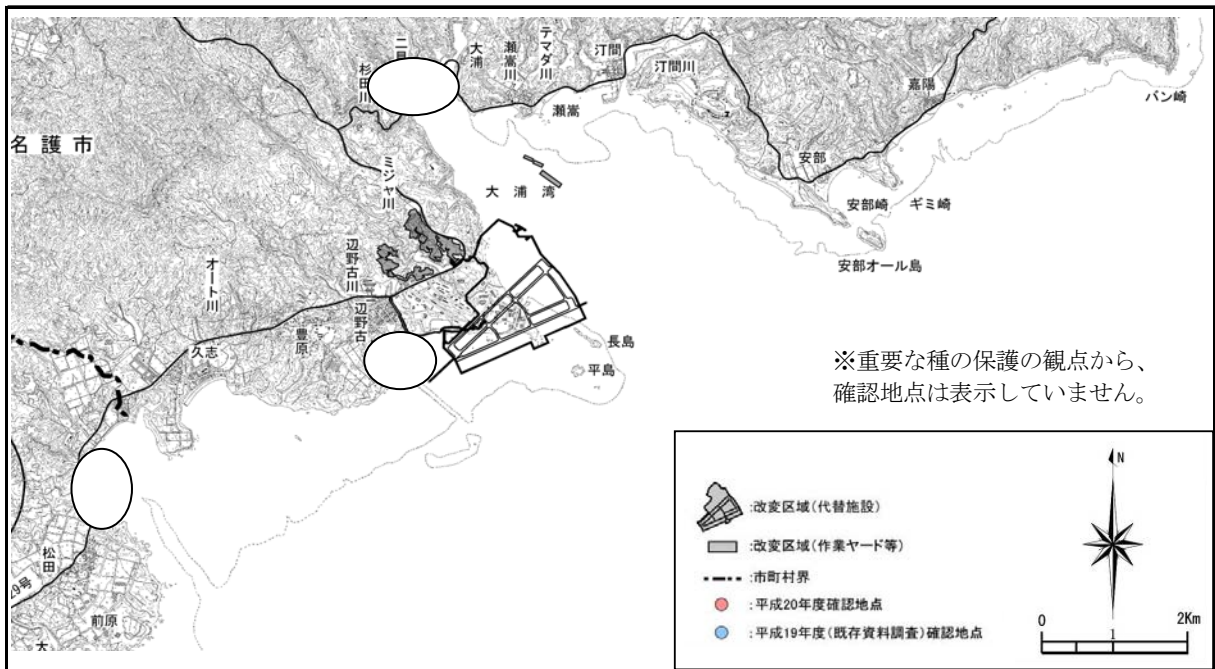 二見
杉田川
大浦
瀬嵩川
テマダ川
汀間
汀間川
瀬嵩
嘉陽
バン崎
名護市
ミジャ川
大浦湾
安部
安部崎
ギミ崎
安部オール島
辺野古川
オート川
辺野古
豊原
久志
長島
平島
※重要な種の保護の観点から、
確認地点は表示していません。
松田
29号
前原
:改変区域(代替施設)
:改変区域(作業ヤード等)
:市町村界
:平成20年度確認地点
:平成19年度(既存資料調査)確認地点
N
0 1 2Km